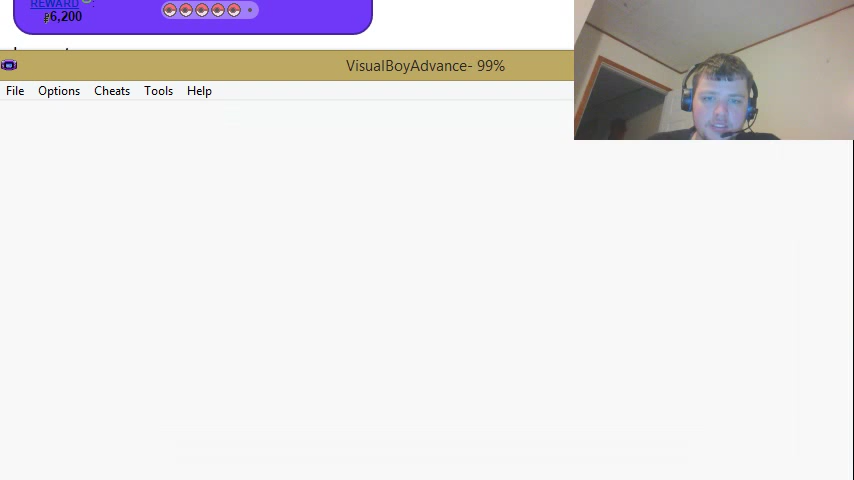 REWARD:
₽6,200
VisualBoyAdvance- 99%
File Options Cheats Tools Help